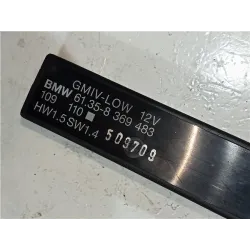 GMIV-LOW 12V
BMW 61.35-8 369 483
109 110 ■
HW1.5 SW1.4 509709